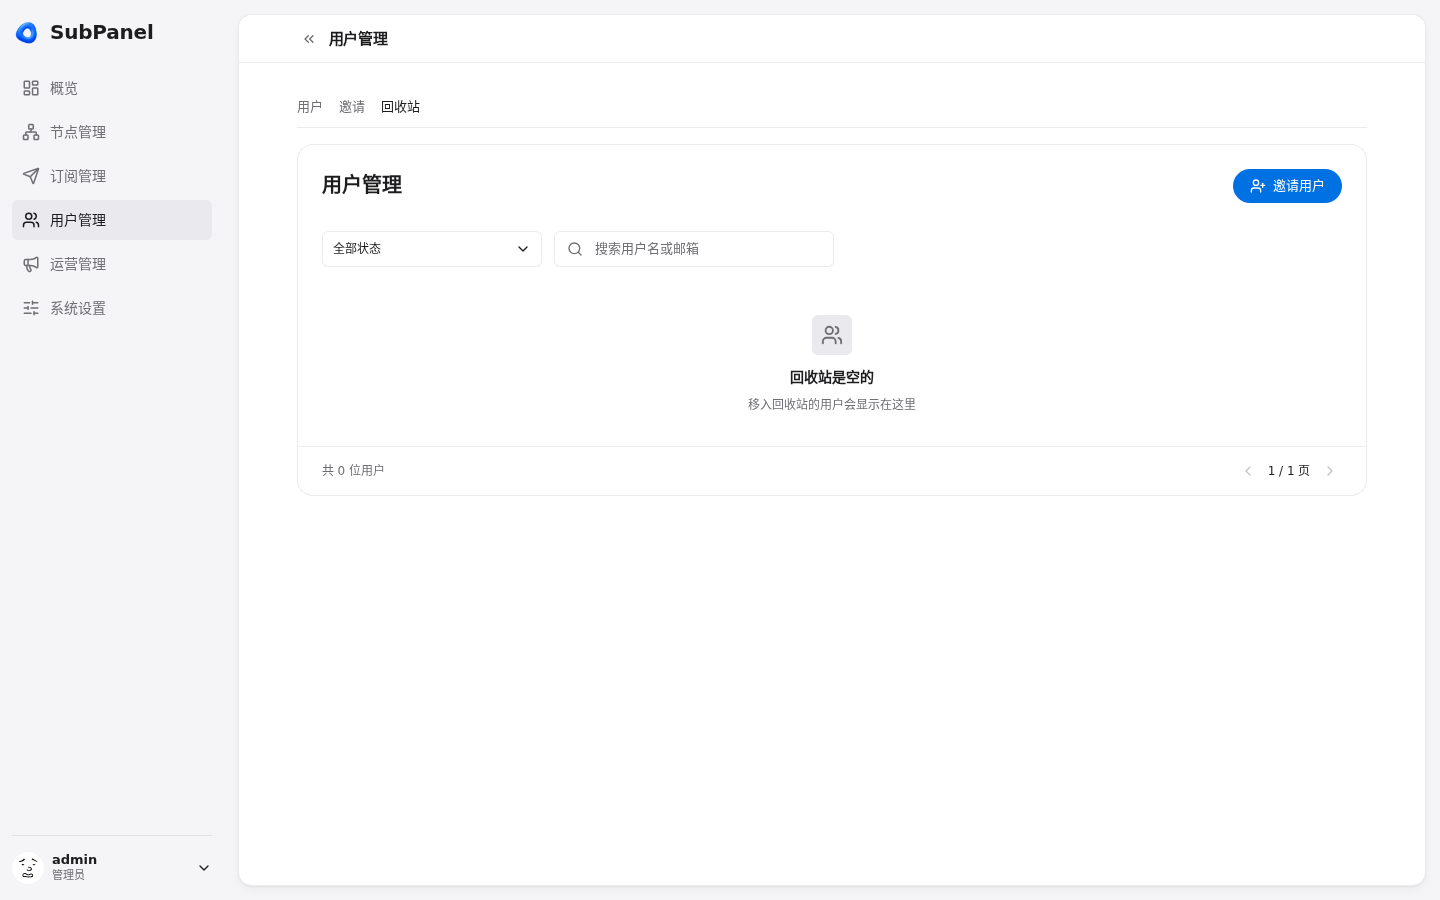 SubPanel
概览
节点管理
订阅管理
用户管理
运营管理
系统设置
admin
管理员
用户管理
用户 邀请 回收站
用户管理
邀请用户
全部状态
搜索用户名或邮箱
回收站是空的
移入回收站的用户会显示在这里
共 0 位用户
1 / 1 页